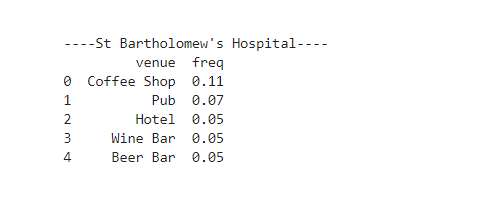 ----St Bartholomew's Hospital----
venue freq
0 Coffee Shop 0.11
1 Pub 0.07
2 Hotel 0.05
3 Wine Bar 0.05
4 Beer Bar 0.05